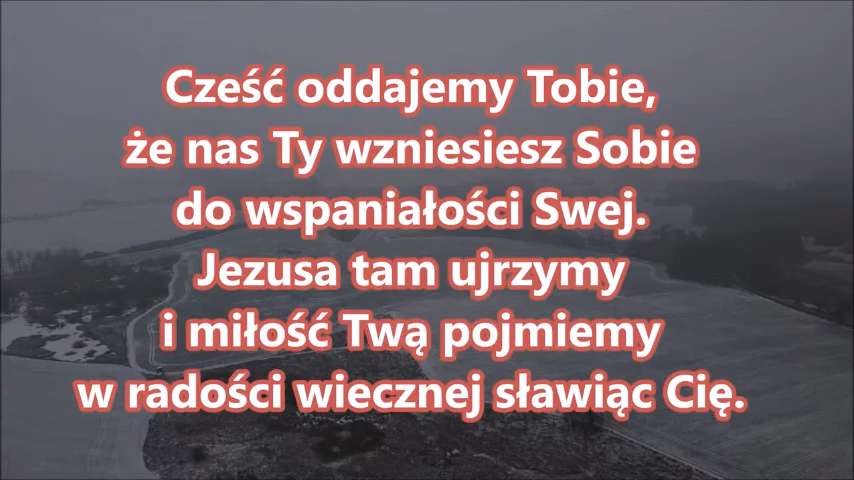 Cześć oddajemy Tobie,
że nas Ty wzniesiesz Sobie
do wspaniałości Swej.
Jezusa tam ujrzymy
i miłość Twą pojmiemy
w radości wiecznej sławiąc Cię.